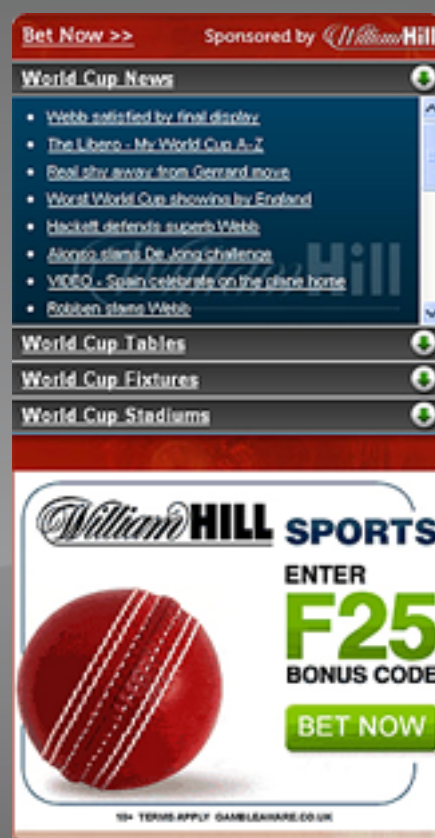 Bet Now >> Sponsored by William Hill
World Cup News
Webb satisfied by final display
The Libero - My World Cup A-Z
Real shy away from Gerrard move
Worst World Cup showing by England
Hackett defends superb Webb
Alonso slams De Jong challenge
VIDEO - Spain celebrate on the plane home
Robben slams Webb
William Hill
World Cup Tables
World Cup Fixtures
World Cup Stadiums
William HILL SPORTS
ENTER
F25
BONUS CODE
BET NOW
18+ TERMS APPLY GAMBLEAWARE.CO.UK